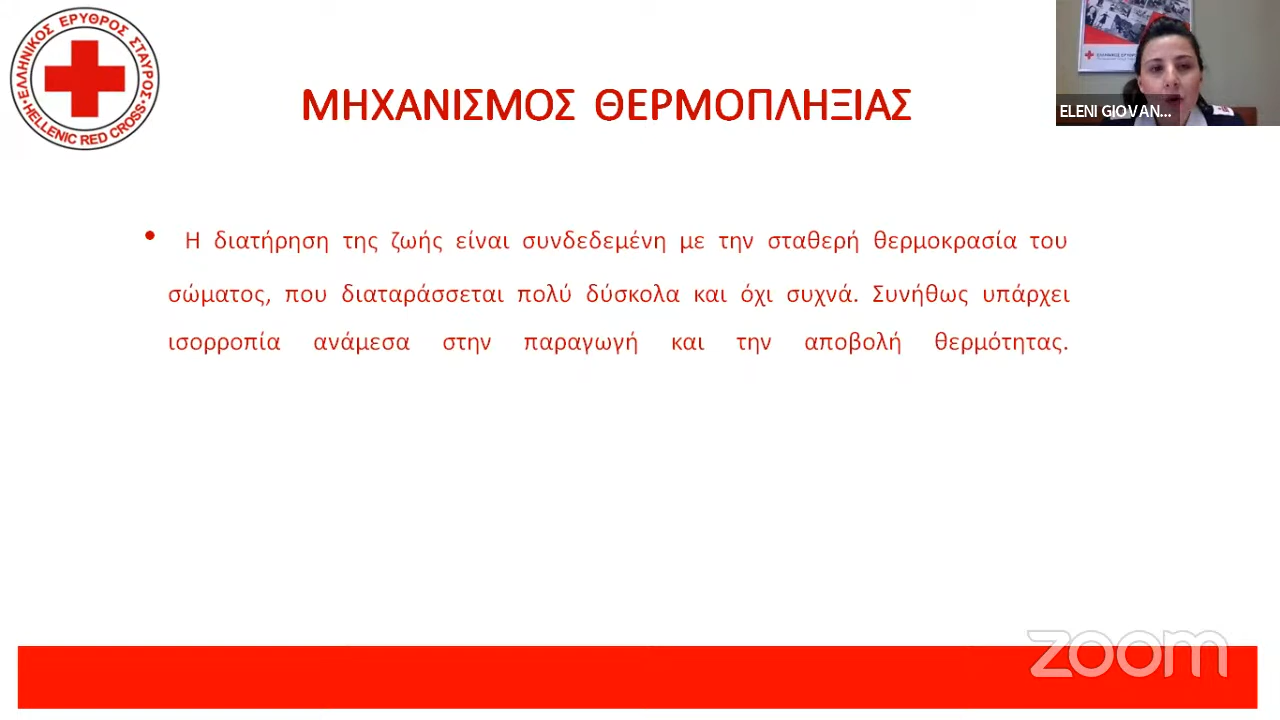 ΕΛΛΗΝΙΚΟΣ ΕΡΥΘΡΟΣ ΣΤΑΥΡΟΣ
HELLENIC RED CROSS
ΜΗΧΑΝΙΣΜΟΣ ΘΕΡΜΟΠΛΗΞΙΑΣ
ELENI GIOVAN...
• Η διατήρηση της ζωής είναι συνδεδεμένη με την σταθερή θερμοκρασία του
σώματος, που διαταράσσεται πολύ δύσκολα και όχι συχνά. Συνήθως υπάρχει
ισορροπία ανάμεσα στην παραγωγή και την αποβολή θερμότητας.
zoom